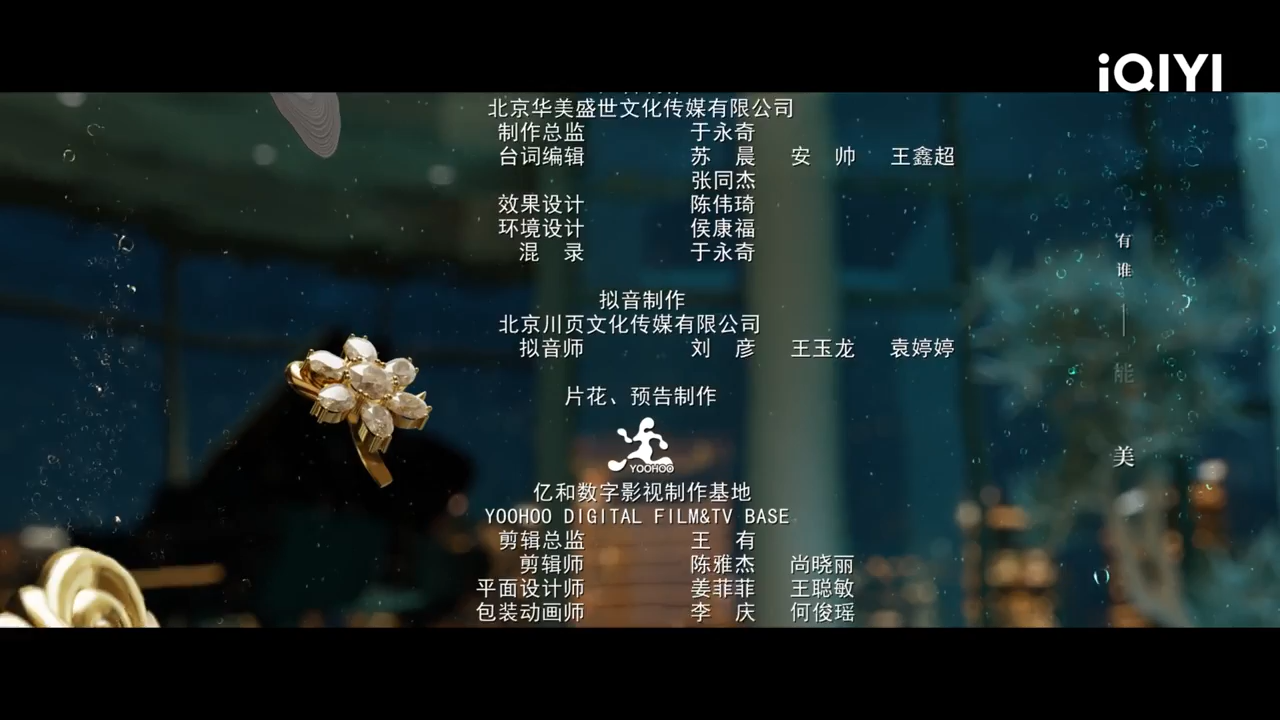 iQIYI
北京华美盛世文化传媒有限公司
制作总监 于永奇
台词编辑 苏 晨 安 帅 王鑫超
张同杰
效果设计 陈伟琦
环境设计 侯康福
混 录 于永奇
拟音制作
北京川页文化传媒有限公司
拟音师 刘 彦 王玉龙 袁婷婷
片花、预告制作
YOOHOO
亿和数字影视制作基地
YOOHOO DIGITAL FILM&TV BASE
剪辑总监 王 有
剪辑师 陈雅杰 尚晓丽
平面设计师 姜菲菲 王聪敏
包装动画师 李 庆 何俊瑶
有谁——能美